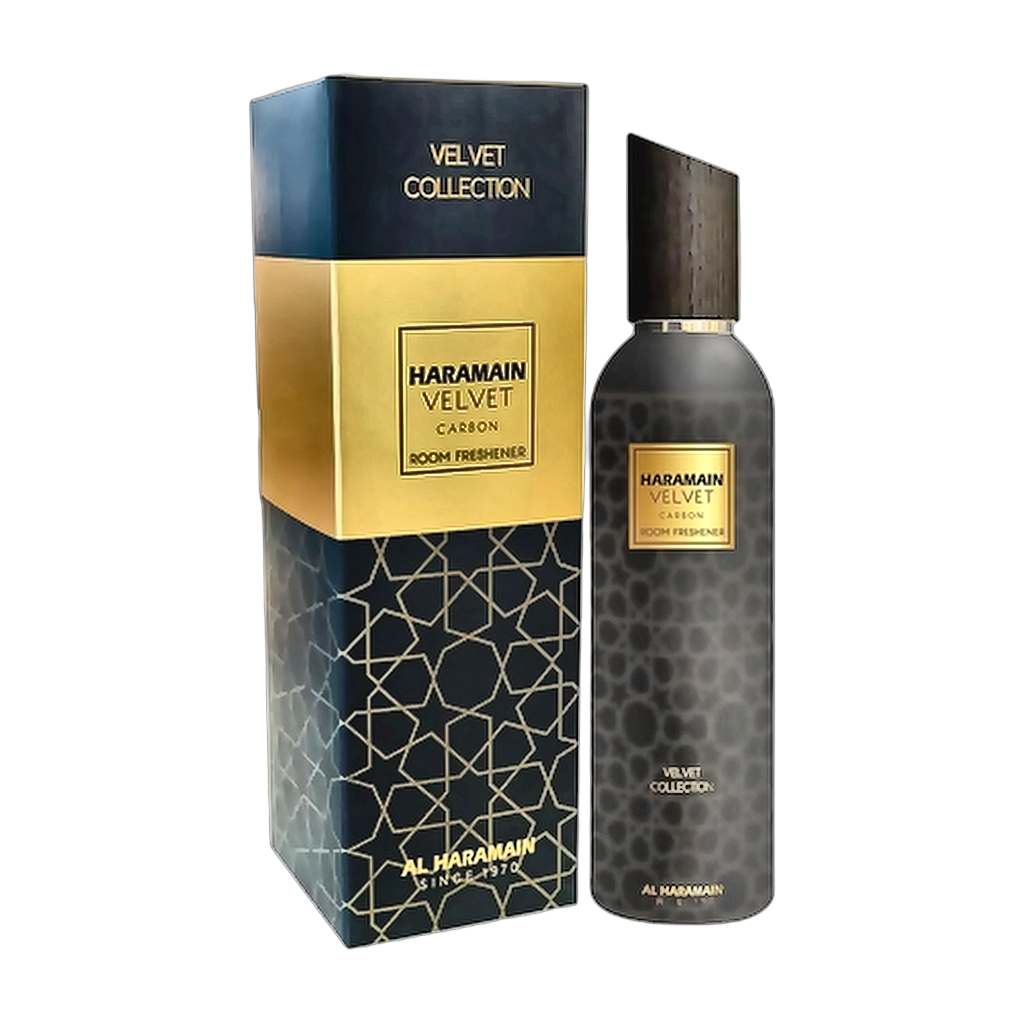 VELVET
COLLECTION
HARAMAIN
VELVET
CARBON
ROOM FRESHENER
AL HARAMAIN
SINCE 1970
HARAMAIN
VELVET
CARBON
ROOM FRESHENER
VELVET
COLLECTION
AL HARAMAIN